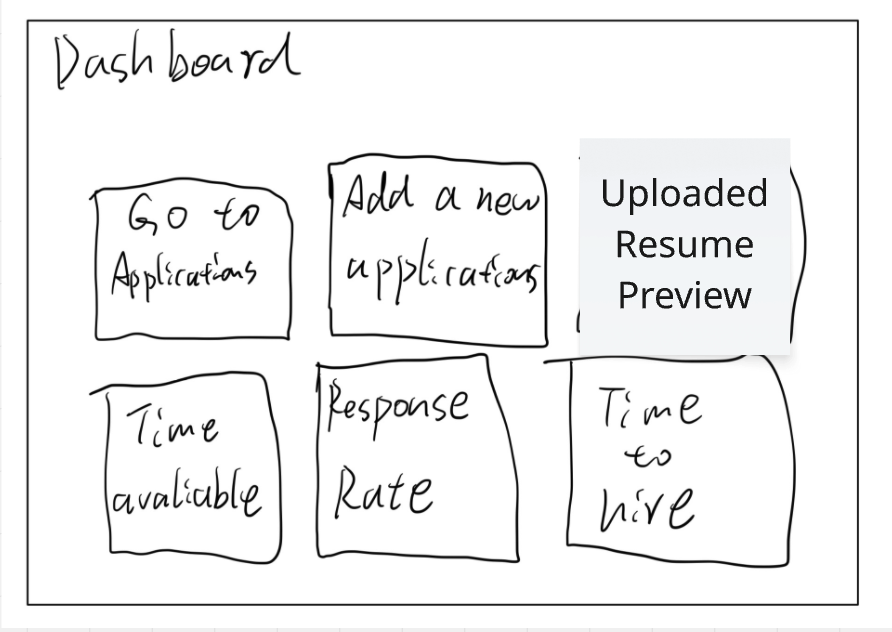 Dashboard
Go to
Applications
Add a new
applications
Uploaded
Resume
Preview
Time
avaliable
Response
Rate
Time
to
hire